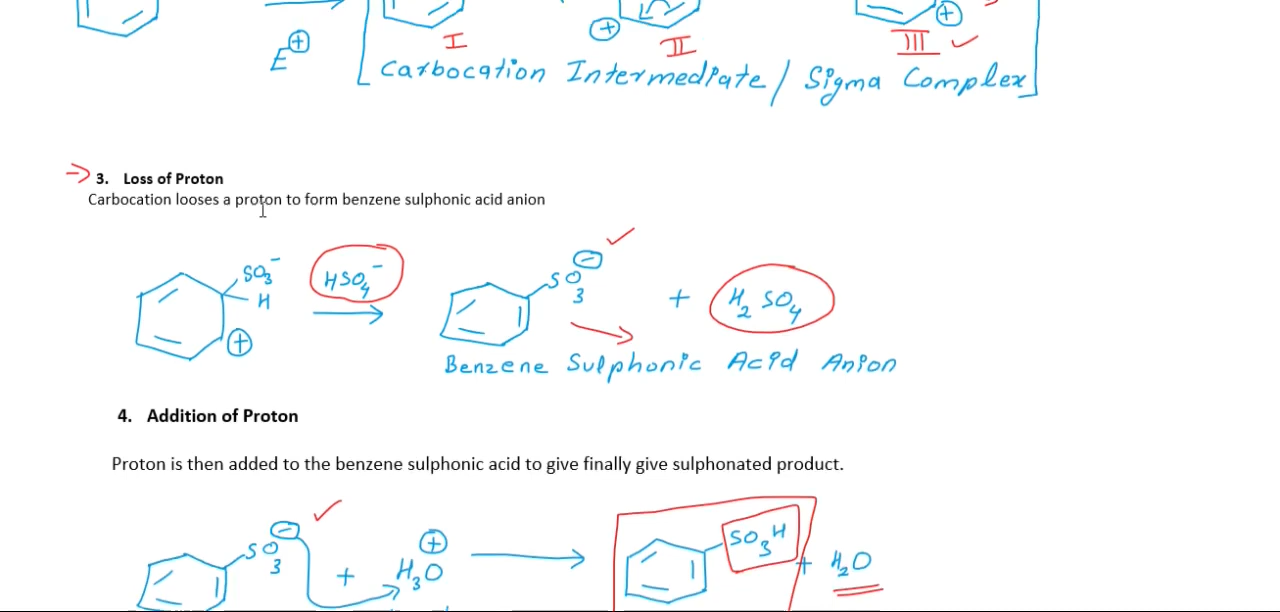 E⊕
I II III ✓
[Carbocation Intermediate / Sigma Complex]
→ 3. Loss of Proton
Carbocation looses a proton to form benzene sulphonic acid anion
SO₃⁻ H ⊕ HSO₄⁻ → SO₃⊖ + H₂SO₄
Benzene Sulphonic Acid Anion
4. Addition of Proton
Proton is then added to the benzene sulphonic acid to give finally give sulphonated product.
SO₃⊖ + H₃O⊕ → SO₃H + H₂O